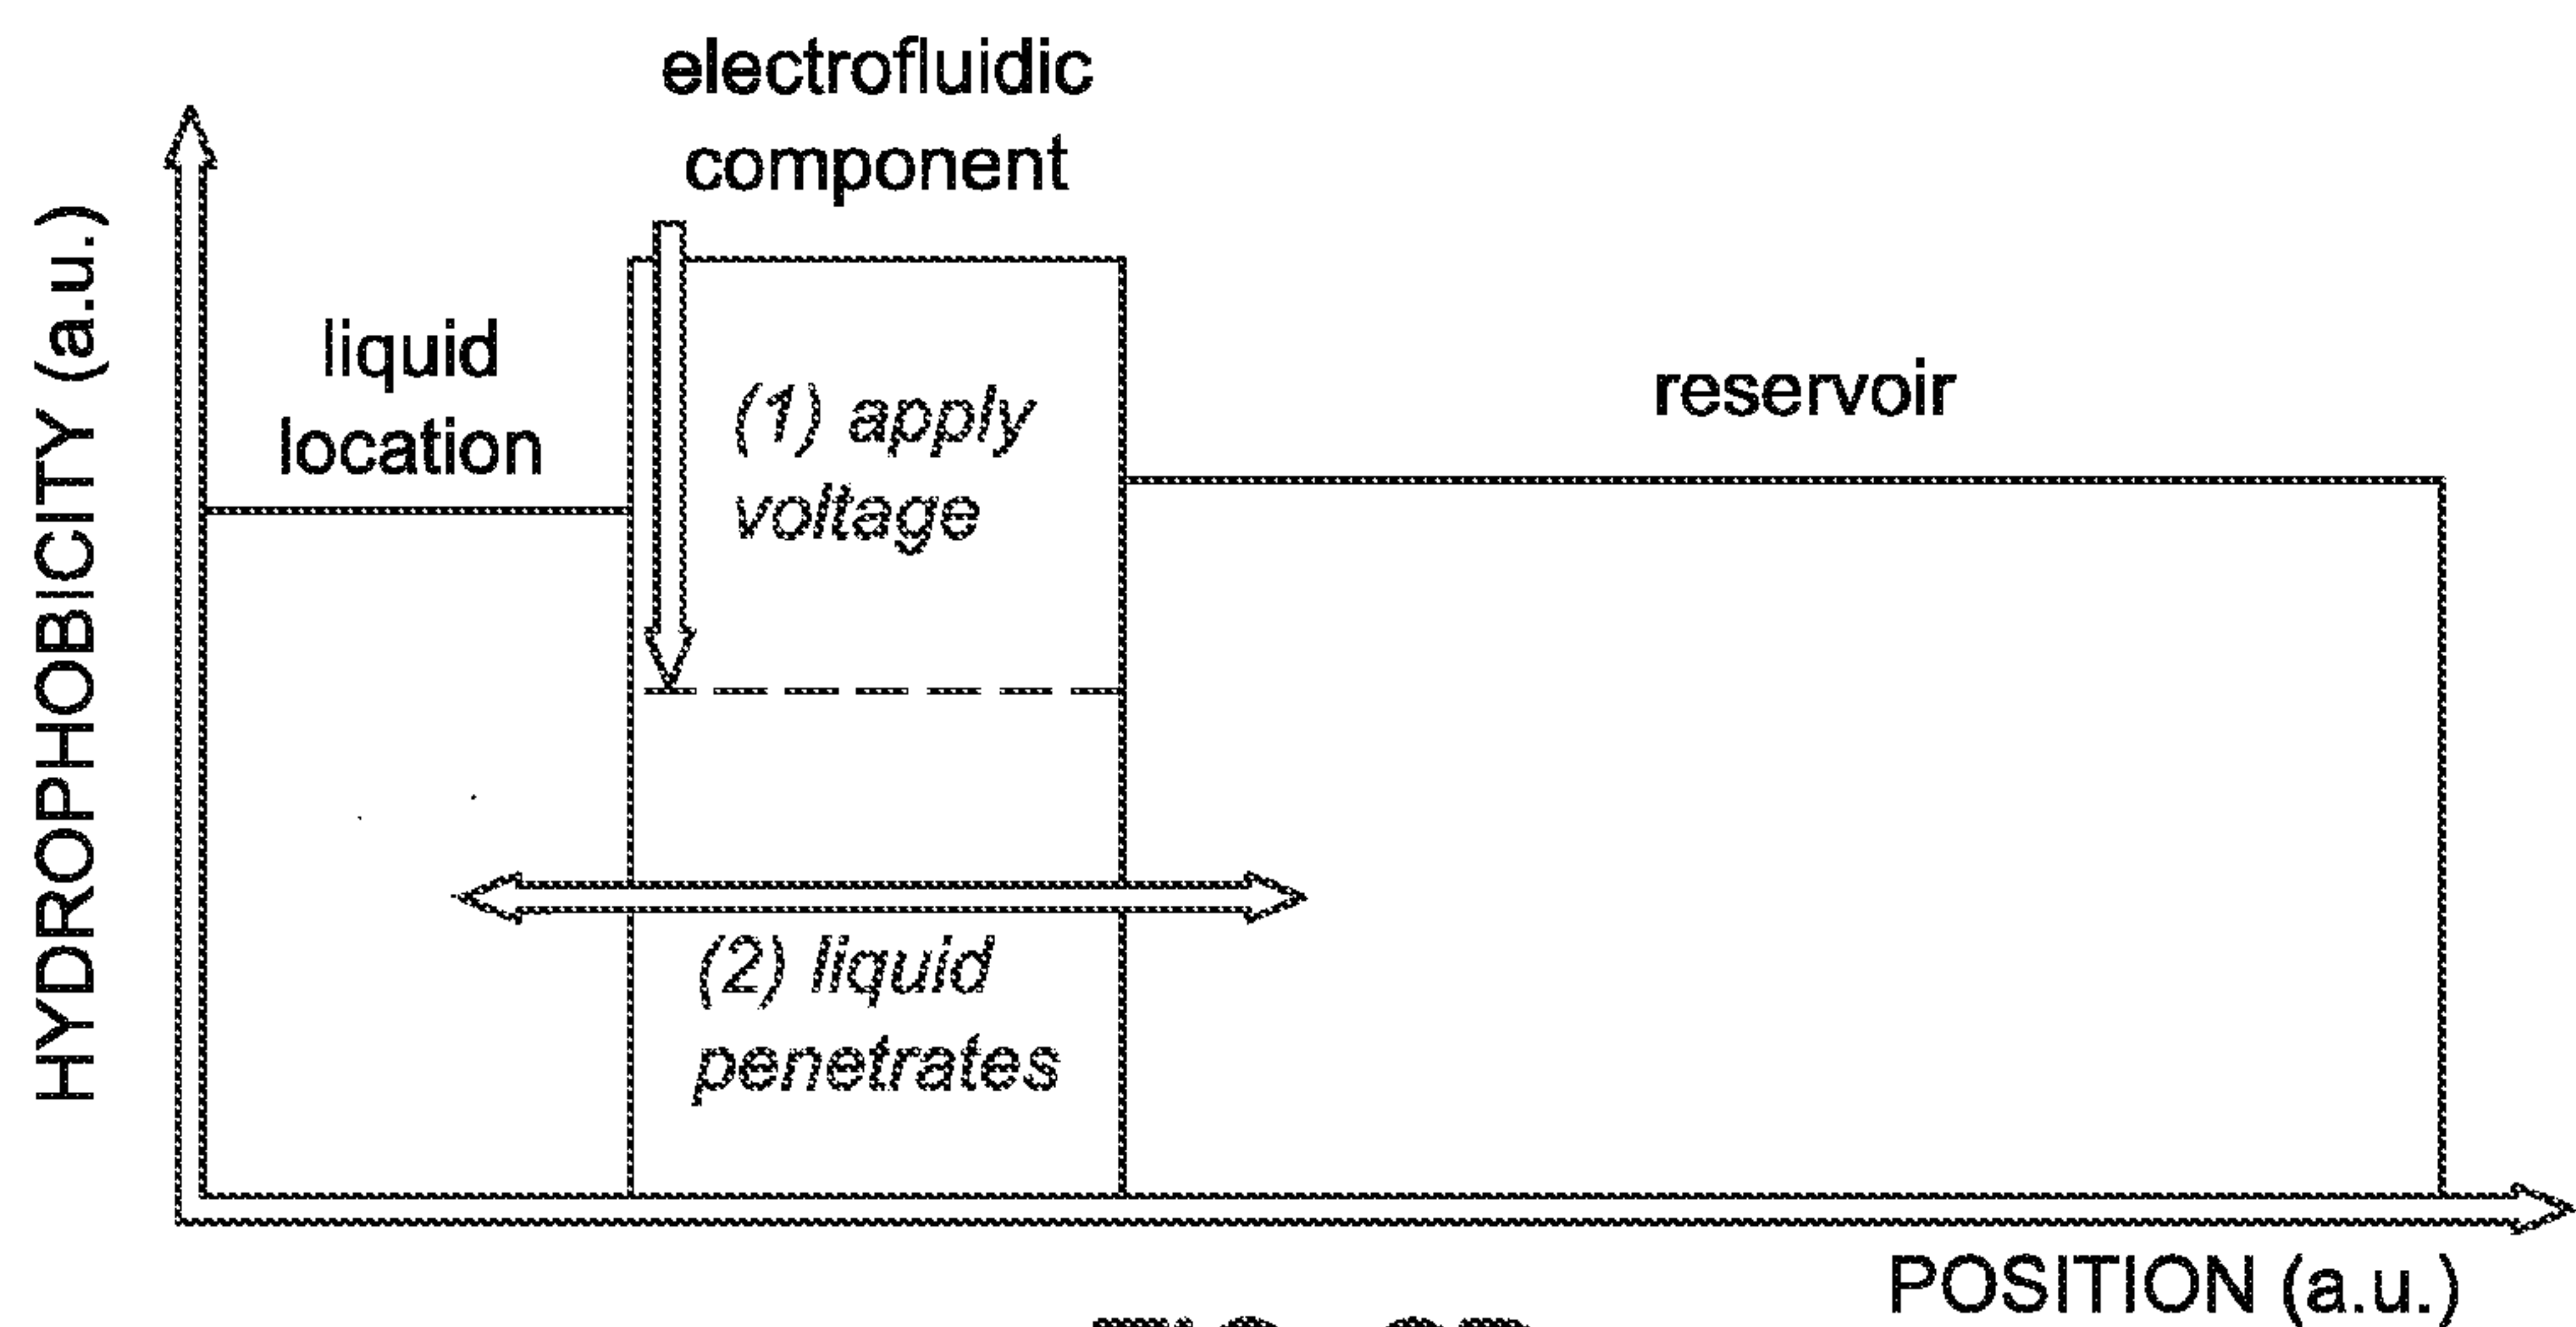 electrofluidic
component
HYDROPHOBICITY (a.u.)
liquid
location
(1) apply
voltage
reservoir
(2) liquid
penetrates
POSITION (a.u.)